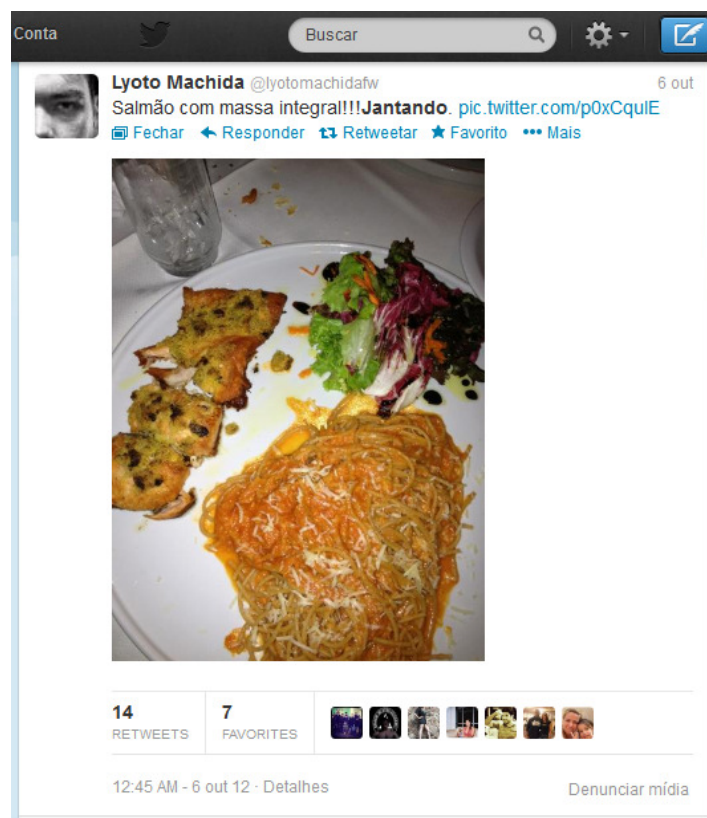 Conta
Buscar
Lyoto Machida @lyotomachidafw 6 out
Salmão com massa integral!!!Jantando. pic.twitter.com/p0xCqulE
Fechar Responder Retweetar Favorito Mais
14 7
RETWEETS FAVORITES
12:45 AM - 6 out 12 · Detalhes
Denunciar mídia